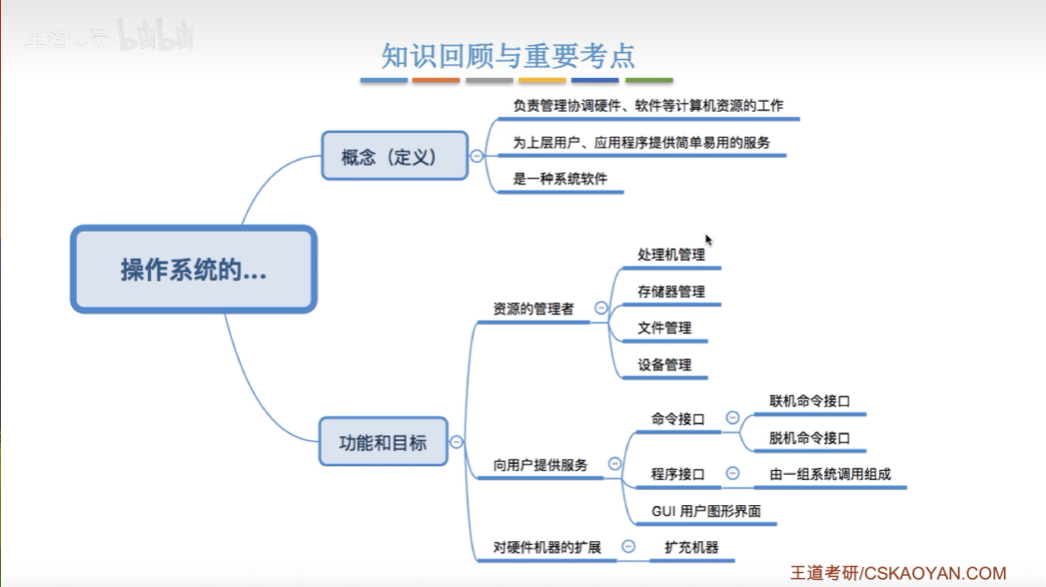 王道论坛 bilibili
知识回顾与重要考点
负责管理协调硬件、软件等计算机资源的工作
为上层用户、应用程序提供简单易用的服务
概念（定义）
是一种系统软件
操作系统的...
处理机管理
存储器管理
资源的管理者
文件管理
设备管理
联机命令接口
命令接口
脱机命令接口
功能和目标
向用户提供服务
程序接口
由一组系统调用组成
GUI 用户图形界面
对硬件机器的扩展
扩充机器
王道考研/CSKAOYAN.COM